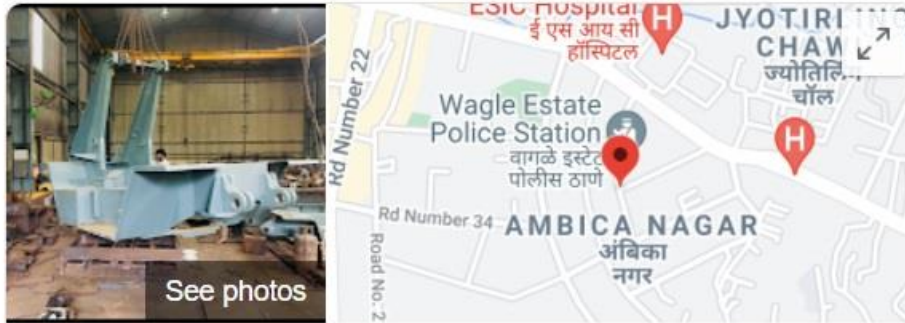 See photos
ESIC Hospital
ई एस आय सी
हॉस्पिटल
Rd Number 22
Wagle Estate
Police Station
वागळे इस्टेट
पोलीस ठाणे
Rd Number 34
Road No. 2
AMBICA NAGAR
अंबिका
नगर
CHAW
चॉल
H
H